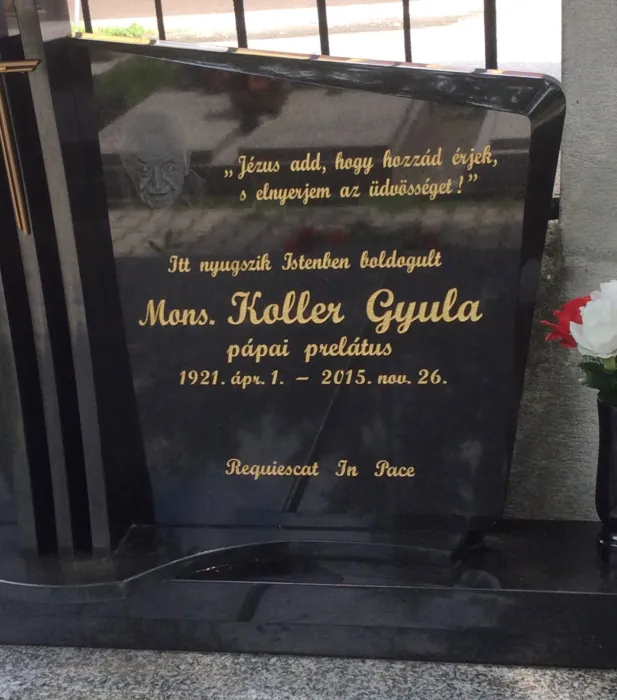 „Jézus add, hogy hozzád érjek,
s elnyerjem az üdvösséget!”
Itt nyugszik Istenben boldogult
Mons. Koller Gyula
pápai prelátus
1921. ápr. 1. – 2015. nov. 26.
Requiescat In Pace